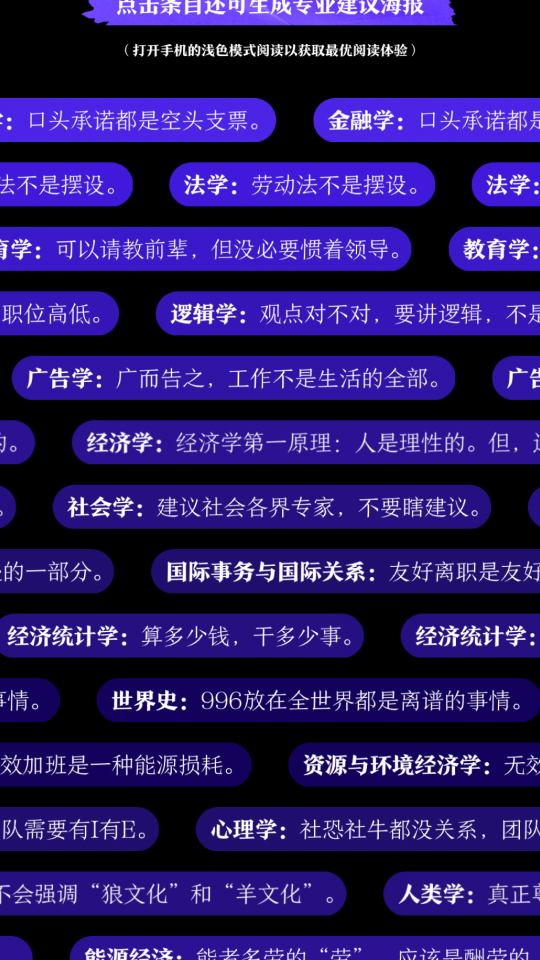 点击条目还可生成专业建议海报
（打开手机的浅色模式阅读以获取最优阅读体验）
：口头承诺都是空头支票。 金融学：口头承诺都是
法不是摆设。 法学：劳动法不是摆设。 法学：
育学：可以请教前辈，但没必要惯着领导。 教育学：
职位高低。 逻辑学：观点对不对，要讲逻辑，不是
广告学：广而告之，工作不是生活的全部。 广告
的。 经济学：经济学第一原理：人是理性的。但，
。 社会学：建议社会各界专家，不要瞎建议。
的一部分。 国际事务与国际关系：友好离职是友好
经济统计学：算多少钱，干多少事。 经济统计学：
事情。 世界史：996放在全世界都是离谱的事情。
效加班是一种能源损耗。 资源与环境经济学：无效
队需要有I有E。 心理学：社恐社牛都没关系，团队
不会强调“狼文化”和“羊文化”。 人类学：真正尊
能源经济：能者多劳的“劳”，应该是酬劳的